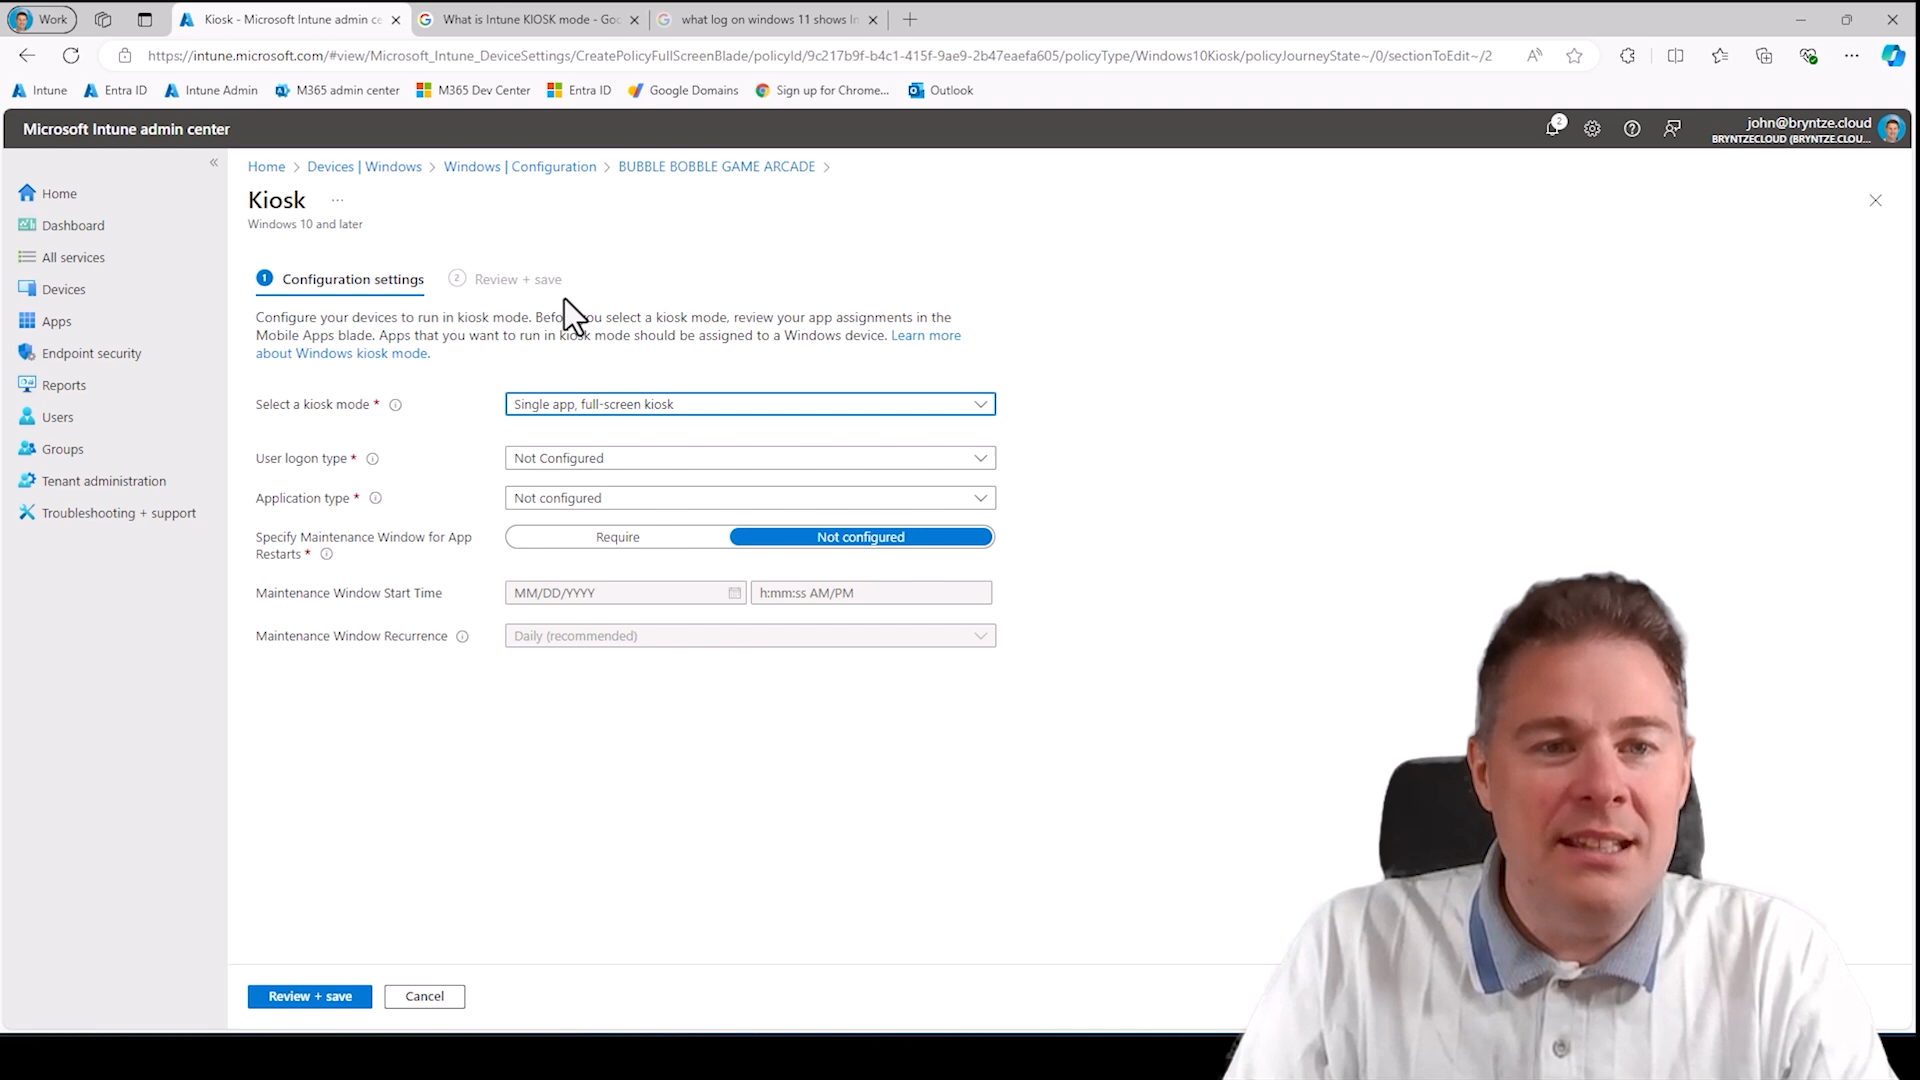 Work
Kiosk - Microsoft Intune admin ce
What is Intune KIOSK mode - Goo
what log on windows 11 shows In
https://intune.microsoft.com/#view/Microsoft_Intune_DeviceSettings/CreatePolicyFullScreenBlade/policyId/9c217b9f-b4c1-415f-9ae9-2b47eaefa605/policyType/Windows10Kiosk/policyJourneyState~/0/sectionToEdit~/2
Intune
Entra ID
Intune Admin
M365 admin center
M365 Dev Center
Entra ID
Google Domains
Sign up for Chrome...
Outlook
Microsoft Intune admin center
2
john@bryntze.cloud
BRYNTZECLOUD (BRYNTZE.CLOU...
Home
Dashboard
All services
Devices
Apps
Endpoint security
Reports
Users
Groups
Tenant administration
Troubleshooting + support
Home > Devices | Windows > Windows | Configuration > BUBBLE BOBBLE GAME ARCADE >
Kiosk ...
Windows 10 and later
1 Configuration settings
2 Review + save
Configure your devices to run in kiosk mode. Before you select a kiosk mode, review your app assignments in the
Mobile Apps blade. Apps that you want to run in kiosk mode should be assigned to a Windows device. Learn more
about Windows kiosk mode.
Select a kiosk mode *
Single app, full-screen kiosk
User logon type *
Not Configured
Application type *
Not configured
Specify Maintenance Window for App
Restarts *
Require
Not configured
Maintenance Window Start Time
MM/DD/YYYY
h:mm:ss AM/PM
Maintenance Window Recurrence
Daily (recommended)
Review + save
Cancel